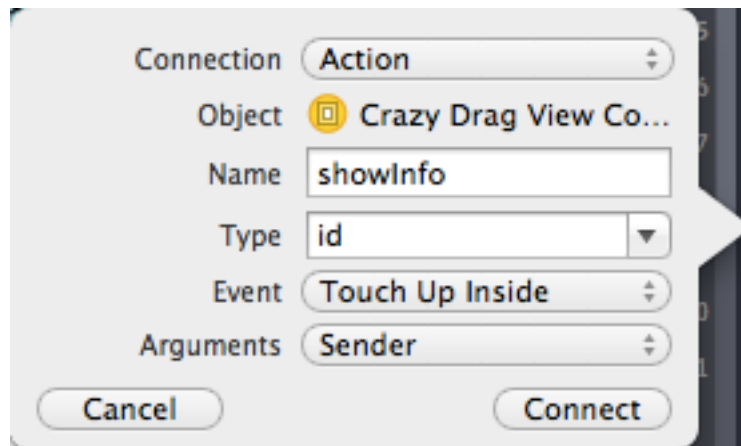 Connection Action
Object Crazy Drag View Co...
Name showInfo
Type id
Event Touch Up Inside
Arguments Sender
Cancel Connect